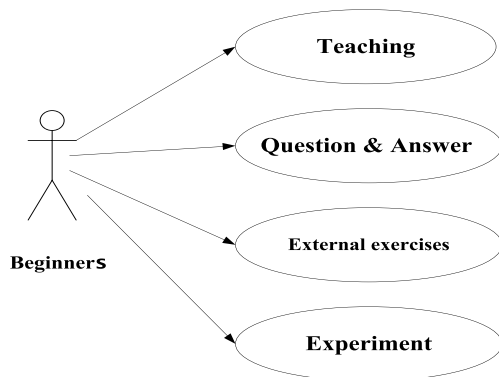 Teaching
Question & Answer
Beginners
External exercises
Experiment